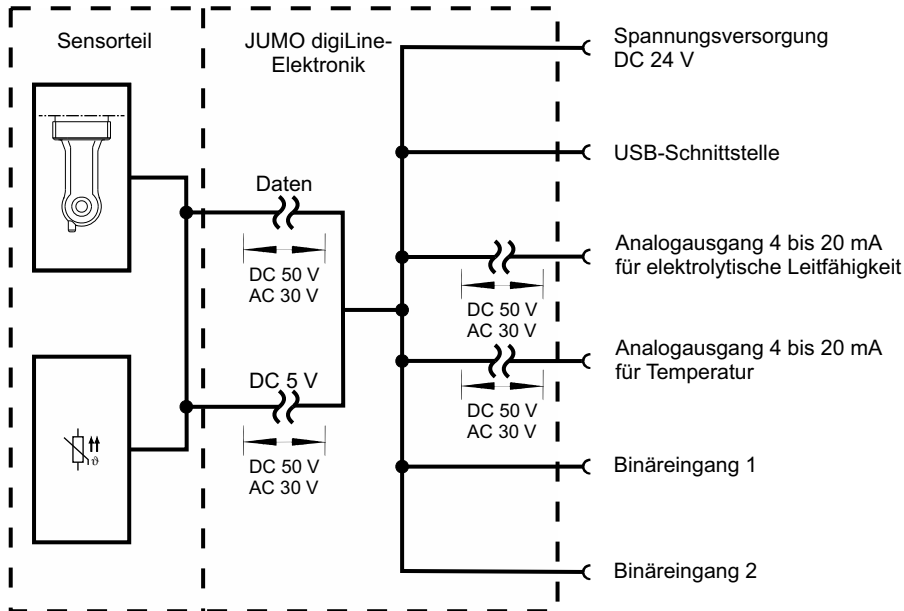 Sensorteil
JUMO digiLine-
Elektronik
Spannungsversorgung
DC 24 V
USB-Schnittstelle
Daten
DC 50 V
AC 30 V
Analogausgang 4 bis 20 mA
für elektrolytische Leitfähigkeit
DC 50 V
AC 30 V
Analogausgang 4 bis 20 mA
für Temperatur
DC 50 V
AC 30 V
DC 5 V
DC 50 V
AC 30 V
ϑ
Binäreingang 1
Binäreingang 2